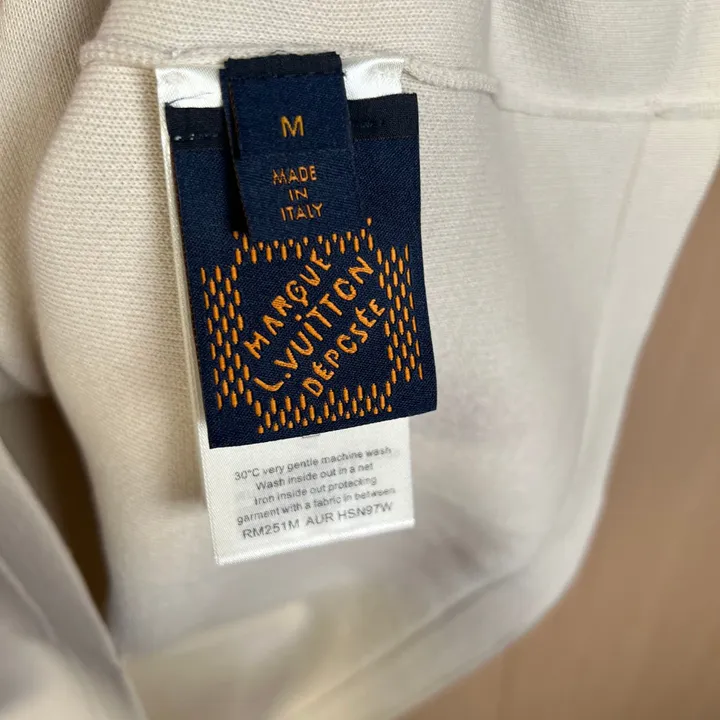 M
MADE
IN
ITALY
MARQUE
L.VUITTON
DÉPOSÉE
30°C very gentle machine wash
Wash inside out in a net
Iron inside out protecting
garment with a fabric in between
RM251M AUR HSN97W